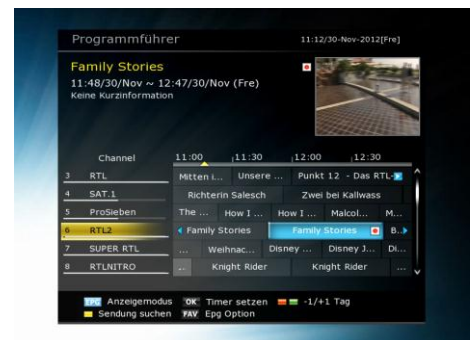 Programmführer 11:12/30-Nov-2012[Fre]
Family Stories
11:48/30/Nov ~ 12:47/30/Nov (Fre)
Keine Kurzinformation
Channel 11:00 11:30 12:00 12:30
3 RTL Mitten i... Unsere ... Punkt 12 - Das RTL-
4 SAT.1 Richterin Salesch Zwei bei Kallwass
5 ProSieben The ... How I ... How I ... Malcol... M...
6 RTL2 Family Stories Family Stories B..
7 SUPER RTL ... Weihnac... Disney ... Disney J... Di...
8 RTLNITRO ... Knight Rider Knight Rider ...
EPG Anzeigemodus OK Timer setzen -1/+1 Tag
Sendung suchen FAV Epg Option